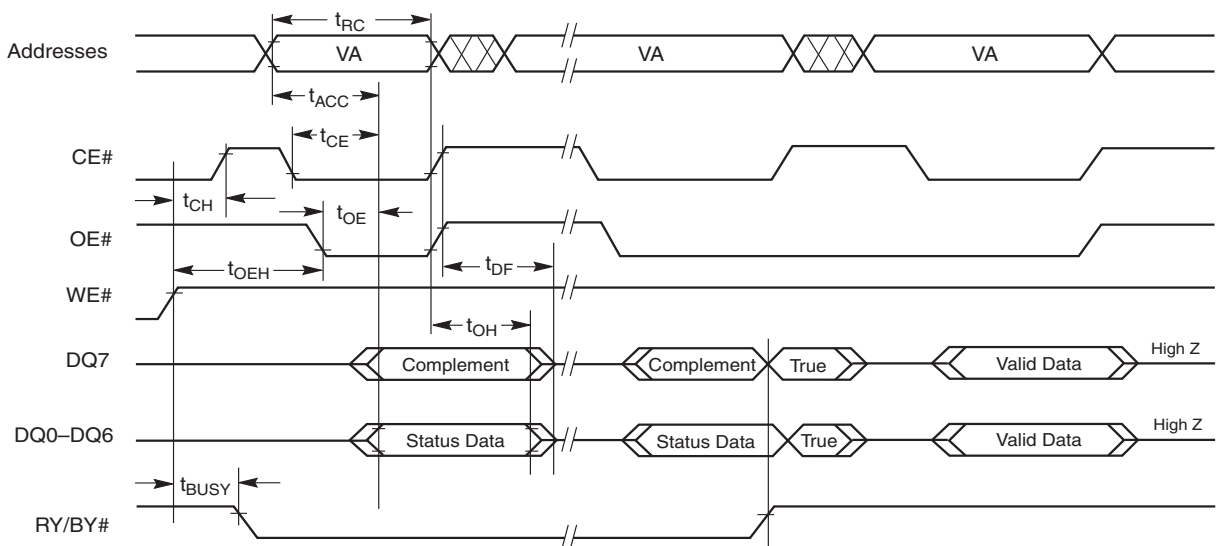 tRC
Addresses VA VA VA
tACC
tCE
CE#
tCH
tOE
OE#
tOEH tDF
WE#
tOH
DQ7 Complement Complement True Valid Data High Z
DQ0–DQ6 Status Data Status Data True Valid Data High Z
tBUSY
RY/BY#